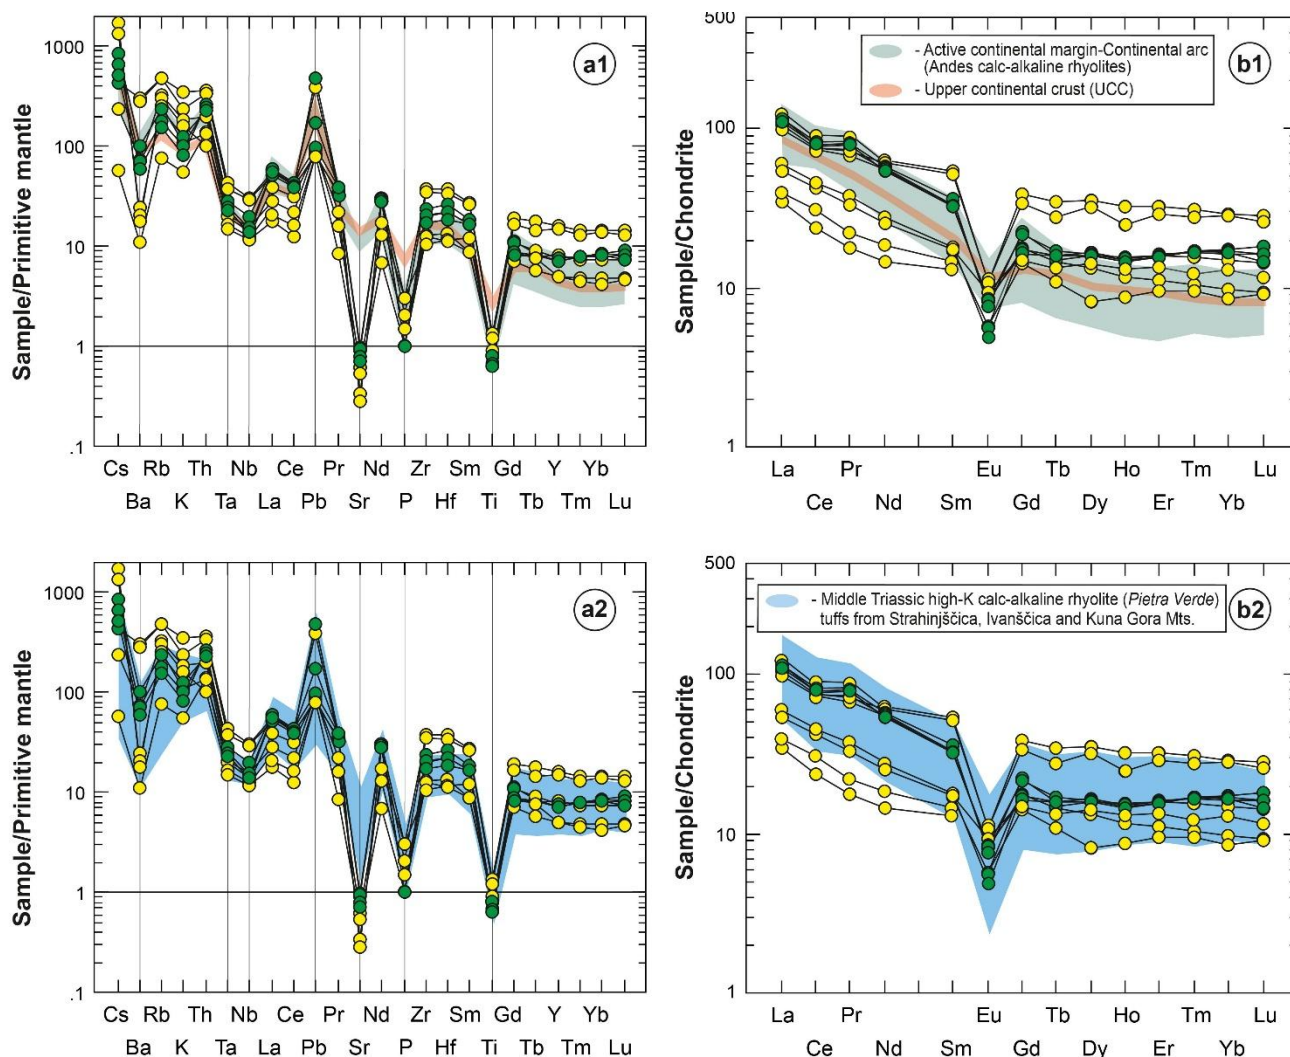 1000
100
10
1
.1
Sample/Primitive mantle
a1
Cs Rb Th Nb Ce Pr Nd Zr Sm Gd Y Yb
Ba K Ta La Pb Sr P Hf Ti Tb Tm Lu
500
100
10
1
Sample/Chondrite
b1
- Active continental margin-Continental arc
(Andes calc-alkaline rhyolites)
- Upper continental crust (UCC)
La Pr Eu Tb Ho Tm Lu
Ce Nd Sm Gd Dy Er Yb
1000
100
10
1
.1
Sample/Primitive mantle
a2
Cs Rb Th Nb Ce Pr Nd Zr Sm Gd Y Yb
Ba K Ta La Pb Sr P Hf Ti Tb Tm Lu
500
100
10
1
Sample/Chondrite
b2
- Middle Triassic high-K calc-alkaline rhyolite (Pietra Verde)
tuffs from Strahinjščica, Ivanščica and Kuna Gora Mts.
La Pr Eu Tb Ho Tm Lu
Ce Nd Sm Gd Dy Er Yb